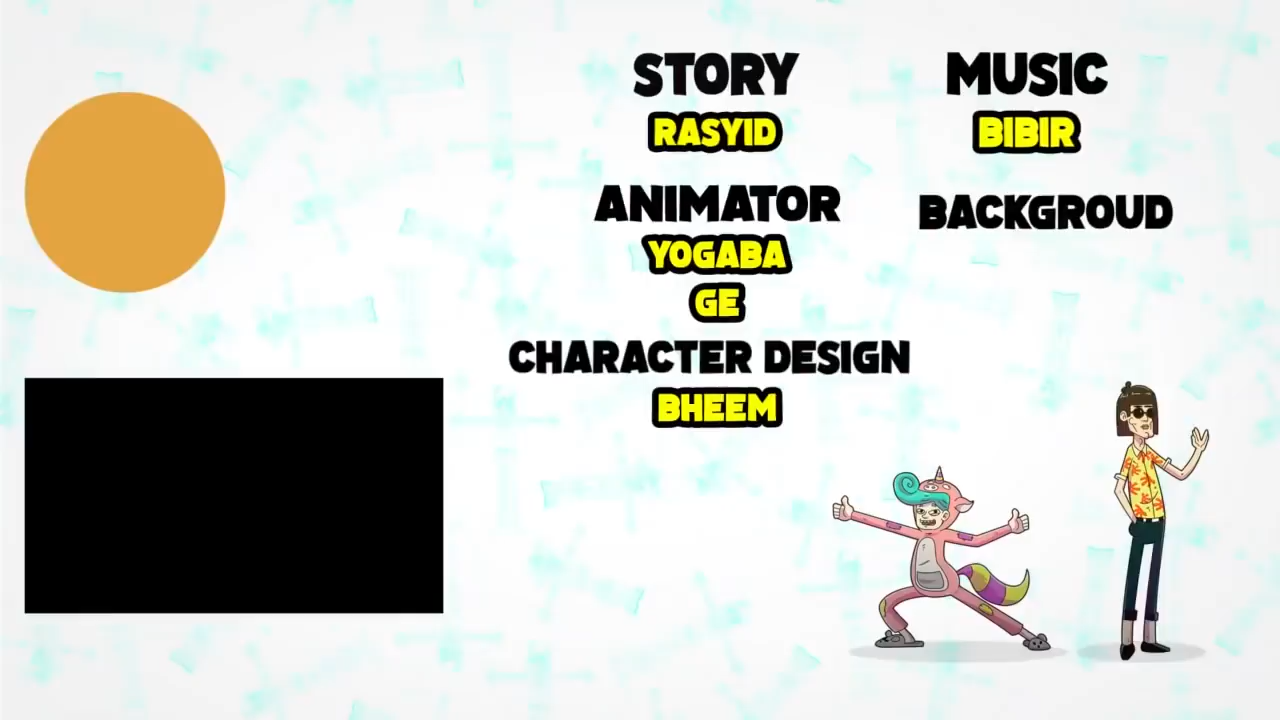 STORY
RASYID
ANIMATOR
YOGABA
GE
CHARACTER DESIGN
BHEEM
MUSIC
BIBIR
BACKGROUD